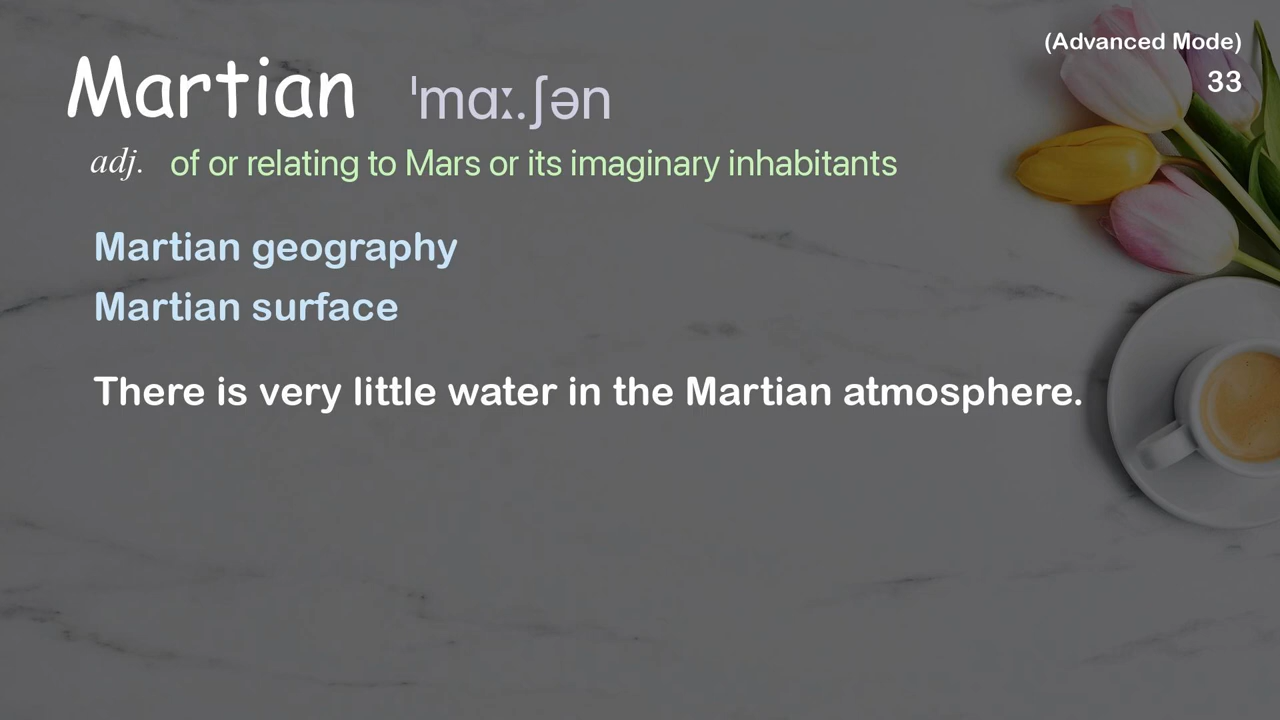 (Advanced Mode)
33
Martian ˈmɑː.ʃən
adj. of or relating to Mars or its imaginary inhabitants
Martian geography
Martian surface
There is very little water in the Martian atmosphere.